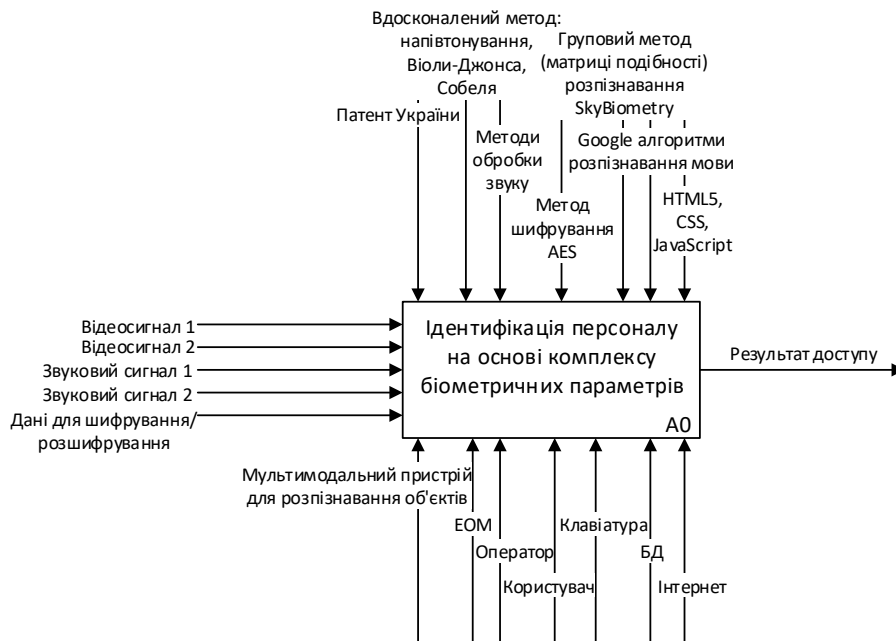 Вдосконалений метод:
напівтонування,
Віоли-Джонса,
Собеля
Груповий метод
(матриці подібності)
розпізнавання
SkyBiometry
Патент України
Методи
обробки
звуку
Google алгоритми
розпізнавання мови
Метод
шифрування
AES
HTML5,
CSS,
JavaScript
Відеосигнал 1
Відеосигнал 2
Звуковий сигнал 1
Звуковий сигнал 2
Дані для шифрування/
розшифрування
Ідентифікація персоналу
на основі комплексу
біометричних параметрів
A0
Результат доступу
Мультимодальний пристрій
для розпізнавання об'єктів
ЕОМ
Клавіатура
Оператор
БД
Користувач
Інтернет